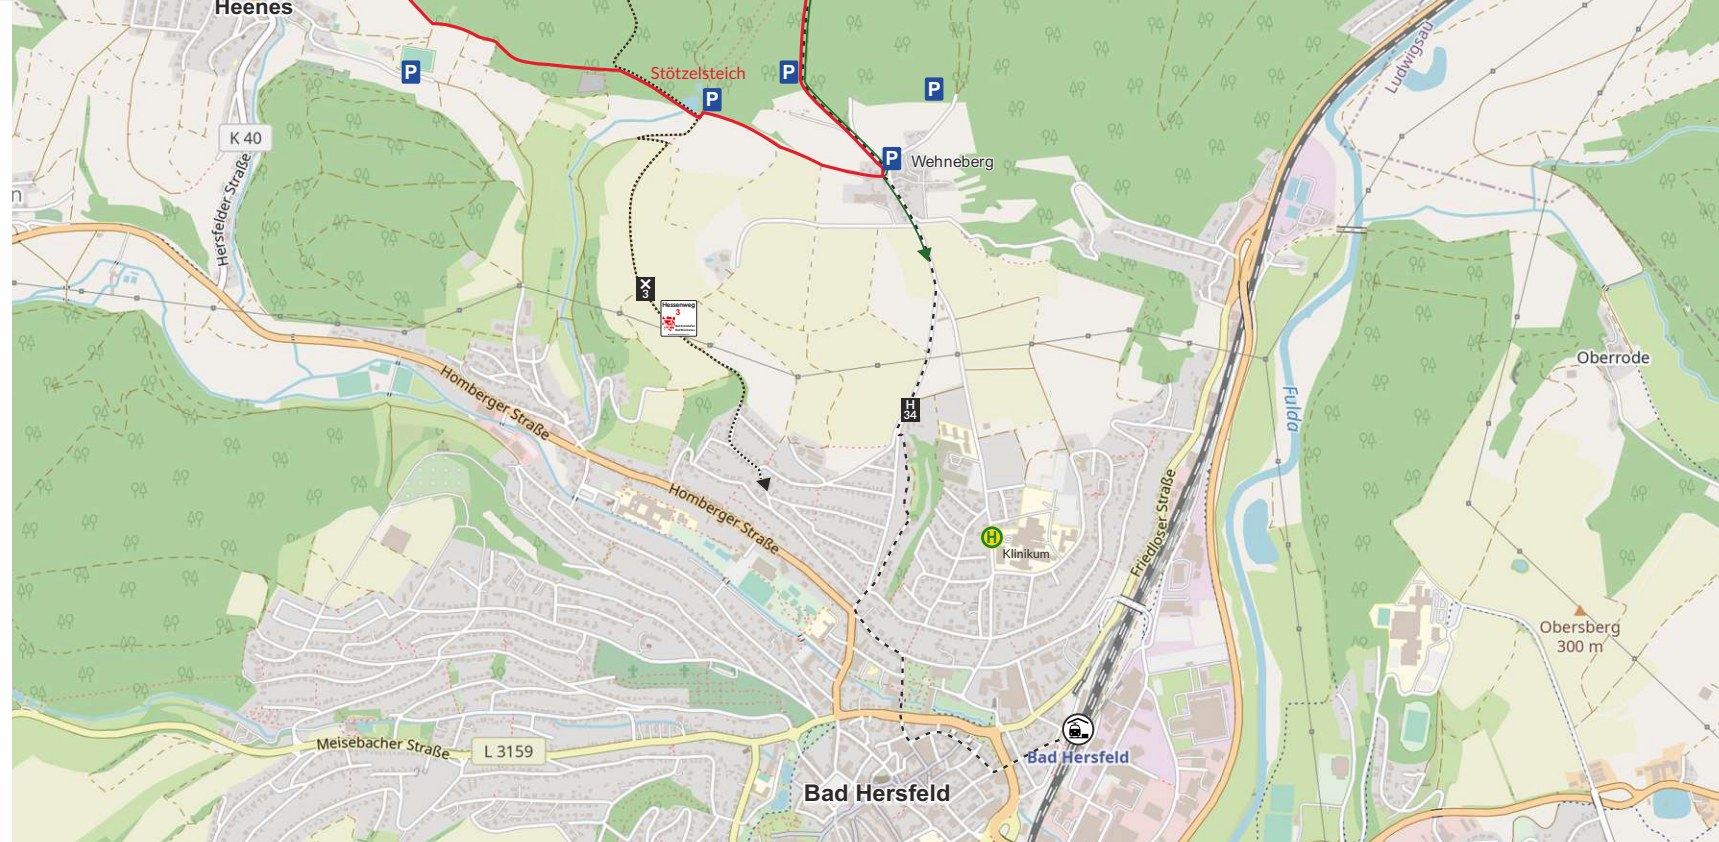 Heenes
P
P
Stötzelsteich
P
P
P
Wehneberg
Ludwigsau
K 40
Hersfelder Straße
n
X
3
Hessenweg
3
Homberger Straße
Oberrode
Fulda
H
34
Homberger Straße
Friedloser Straße
H
Klinikum
Obersberg
300 m
Meisebacher Straße
L 3159
Bad Hersfeld
Bad Hersfeld